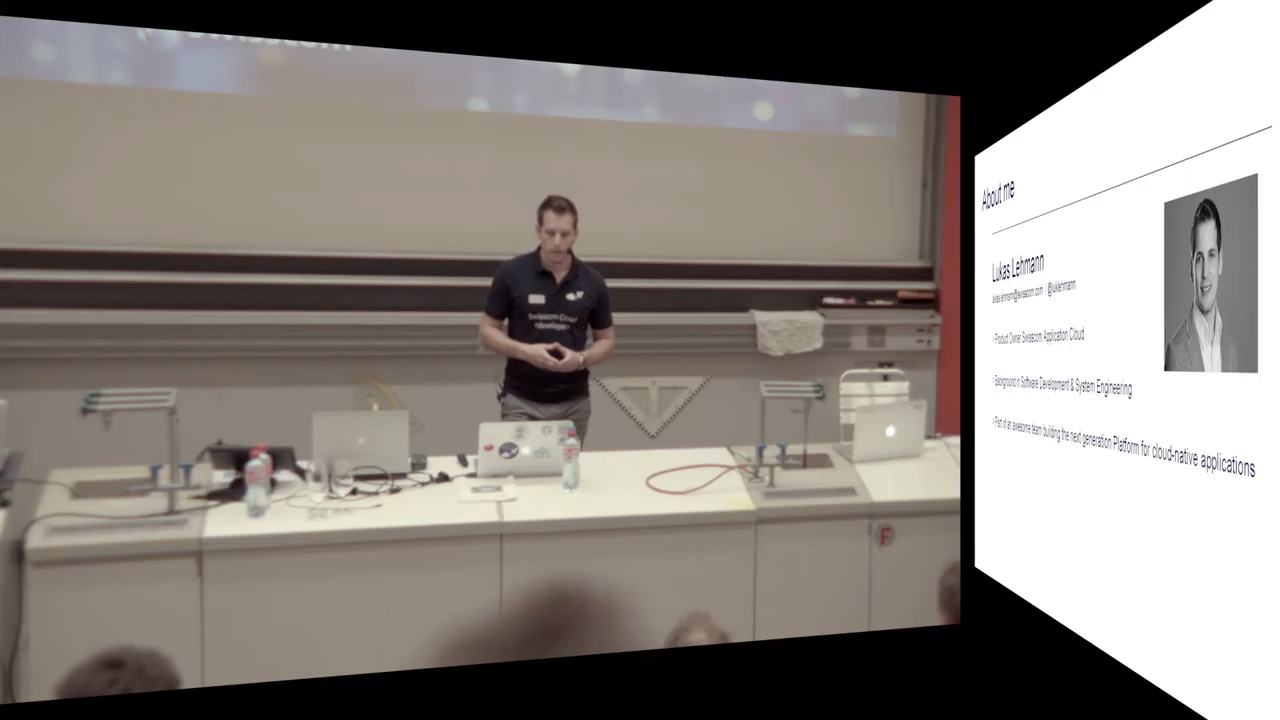 swisscom
Swisscom Cloud
developer
F
About me
Lukas Lehmann
lukas.lehmann@swisscom.com / @luklehmann
Product Owner Swisscom Application Cloud
Background in Software Development & System Engineering
Part of an awesome team building the next generation Platform for cloud-native applications